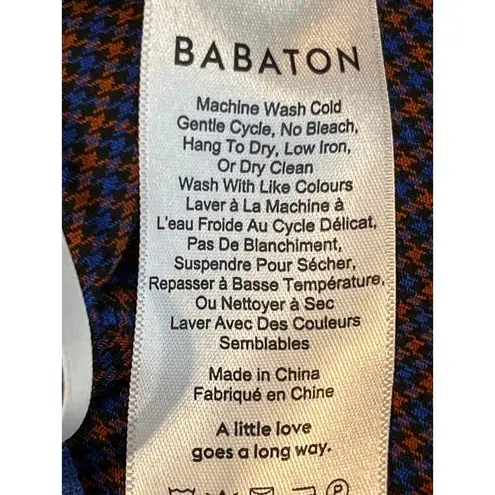 BABATON
Machine Wash Cold
Gentle Cycle, No Bleach,
Hang To Dry, Low Iron,
Or Dry Clean
Wash With Like Colours
Laver à La Machine à
L'eau Froide Au Cycle Délicat,
Pas De Blanchiment,
Suspendre Pour Sécher,
Repasser à Basse Température,
Ou Nettoyer à Sec
Laver Avec Des Couleurs
Semblables
Made in China
Fabriqué en Chine
A little love
goes a long way.
P